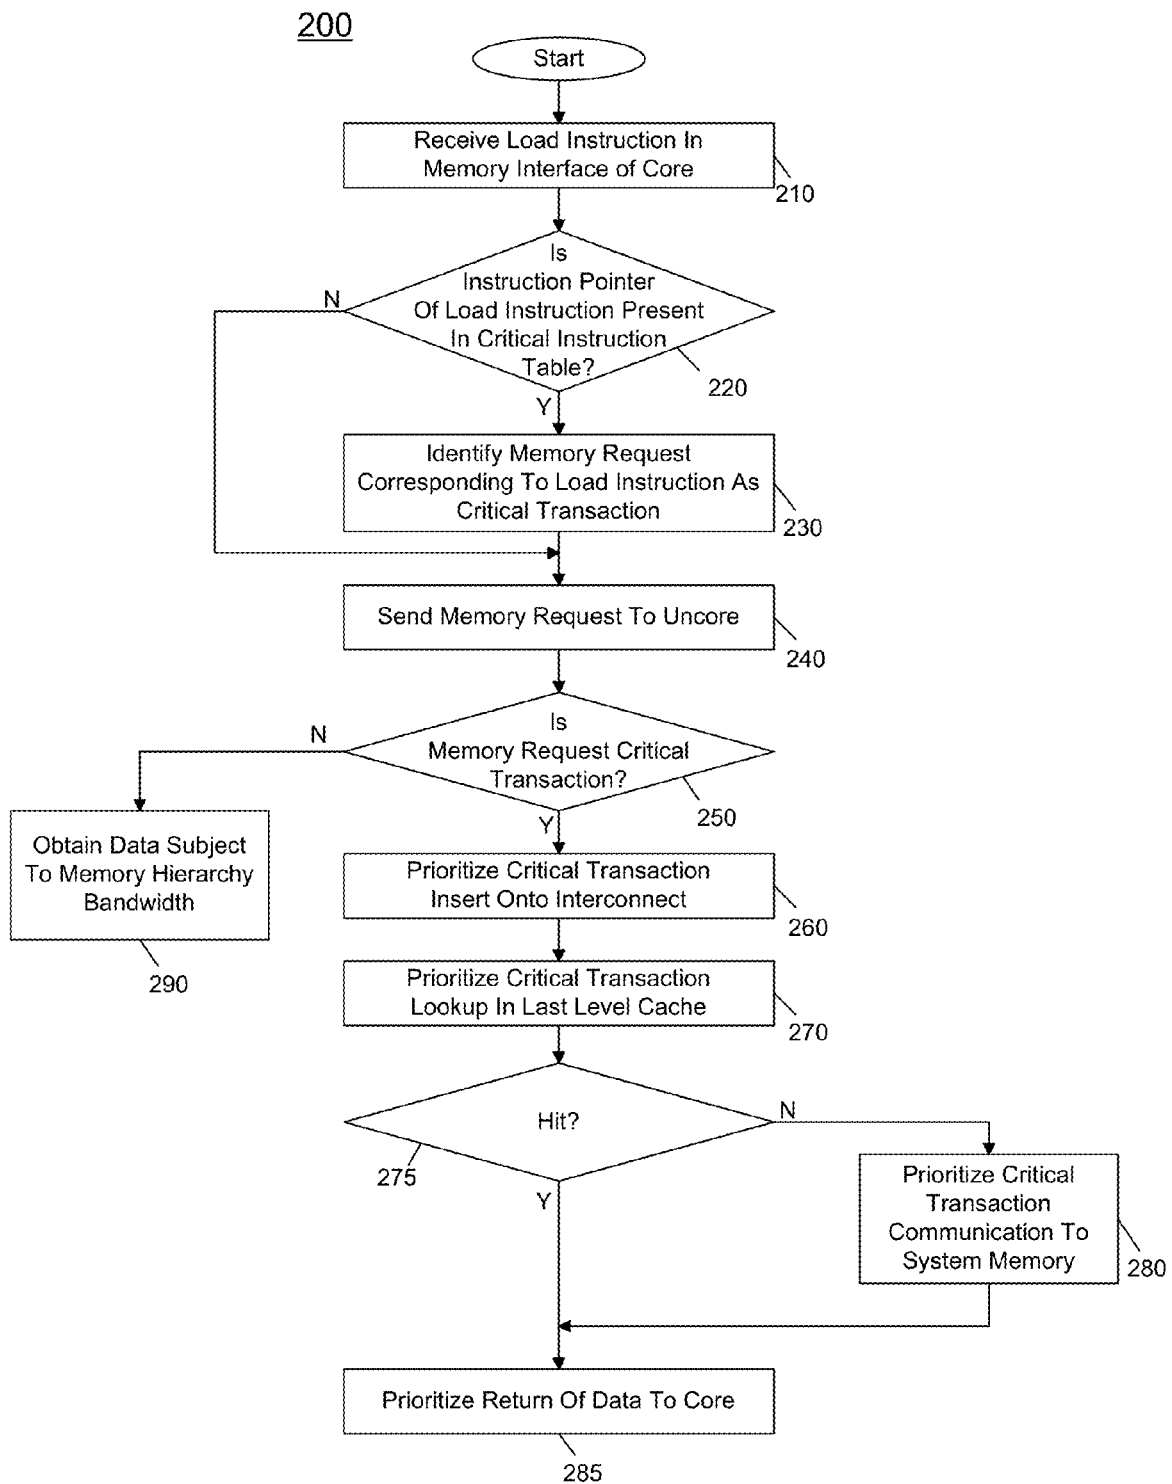 200
Start
Receive Load Instruction In
Memory Interface of Core
210
Is
Instruction Pointer
Of Load Instruction Present
In Critical Instruction
Table?
N
220
Y
Identify Memory Request
Corresponding To Load Instruction As
Critical Transaction
230
Send Memory Request To Uncore
240
Is
Memory Request Critical
Transaction?
N
250
Y
Obtain Data Subject
To Memory Hierarchy
Bandwidth
290
Prioritize Critical Transaction
Insert Onto Interconnect
260
Prioritize Critical Transaction
Lookup In Last Level Cache
270
Hit?
N
275
Y
Prioritize Critical
Transaction
Communication To
System Memory
280
Prioritize Return Of Data To Core
285